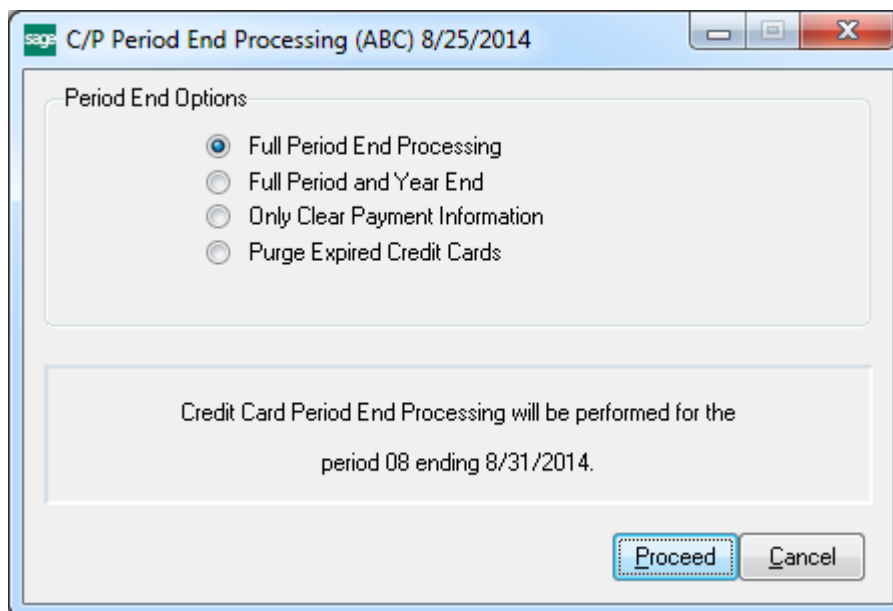 sage C/P Period End Processing (ABC) 8/25/2014
Period End Options
Full Period End Processing
Full Period and Year End
Only Clear Payment Information
Purge Expired Credit Cards
Credit Card Period End Processing will be performed for the
period 08 ending 8/31/2014.
Proceed Cancel